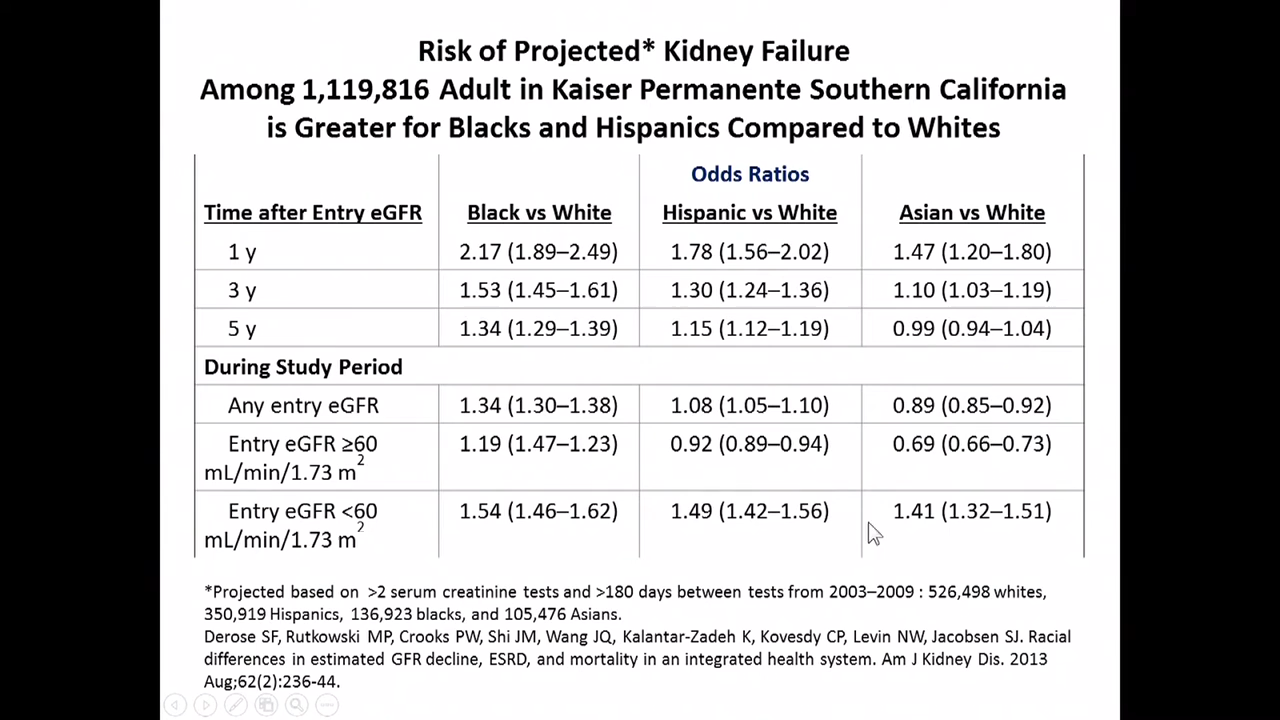 Risk of Projected* Kidney Failure
Among 1,119,816 Adult in Kaiser Permanente Southern California
is Greater for Blacks and Hispanics Compared to Whites
Odds Ratios
Time after Entry eGFR Black vs White Hispanic vs White Asian vs White
1 y 2.17 (1.89–2.49) 1.78 (1.56–2.02) 1.47 (1.20–1.80)
3 y 1.53 (1.45–1.61) 1.30 (1.24–1.36) 1.10 (1.03–1.19)
5 y 1.34 (1.29–1.39) 1.15 (1.12–1.19) 0.99 (0.94–1.04)
During Study Period
Any entry eGFR 1.34 (1.30–1.38) 1.08 (1.05–1.10) 0.89 (0.85–0.92)
Entry eGFR ≥60 1.19 (1.47–1.23) 0.92 (0.89–0.94) 0.69 (0.66–0.73)
mL/min/1.73 m²
Entry eGFR <60 1.54 (1.46–1.62) 1.49 (1.42–1.56) 1.41 (1.32–1.51)
mL/min/1.73 m²
*Projected based on >2 serum creatinine tests and >180 days between tests from 2003–2009 : 526,498 whites,
350,919 Hispanics, 136,923 blacks, and 105,476 Asians.
Derose SF, Rutkowski MP, Crooks PW, Shi JM, Wang JQ, Kalantar-Zadeh K, Kovesdy CP, Levin NW, Jacobsen SJ. Racial
differences in estimated GFR decline, ESRD, and mortality in an integrated health system. Am J Kidney Dis. 2013
Aug;62(2):236-44.